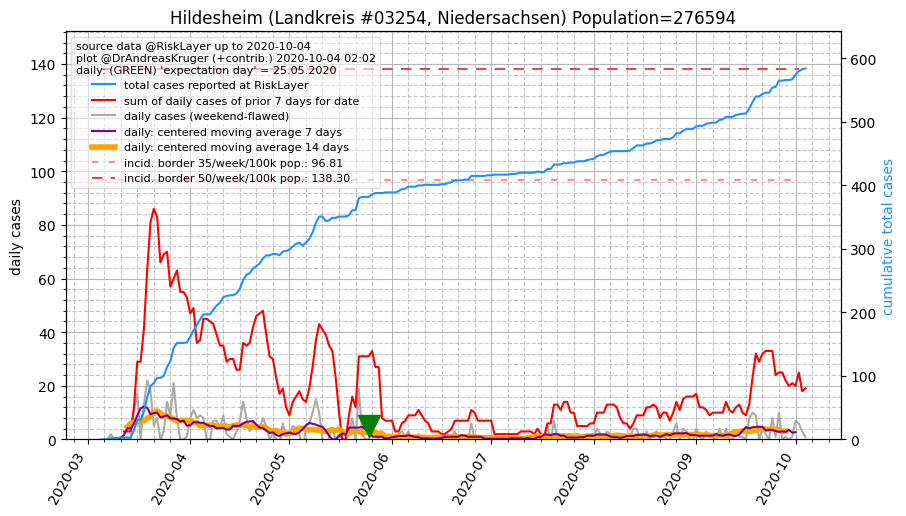 Hildesheim (Landkreis #03254, Niedersachsen) Population=276594
source data @RiskLayer up to 2020-10-04
plot @DrAndreasKruger (+contrib.) 2020-10-04 02:02
daily: (GREEN) 'expectation day' = 25.05.2020
total cases reported at RiskLayer
sum of daily cases of prior 7 days for date
daily cases (weekend-flawed)
daily: centered moving average 7 days
daily: centered moving average 14 days
incid. border 35/week/100k pop.: 96.81
incid. border 50/week/100k pop.: 138.30
daily cases
140
120
100
80
60
40
20
0
cumulative total cases
600
500
400
300
200
100
0
2020-03
2020-04
2020-05
2020-06
2020-07
2020-08
2020-09
2020-10